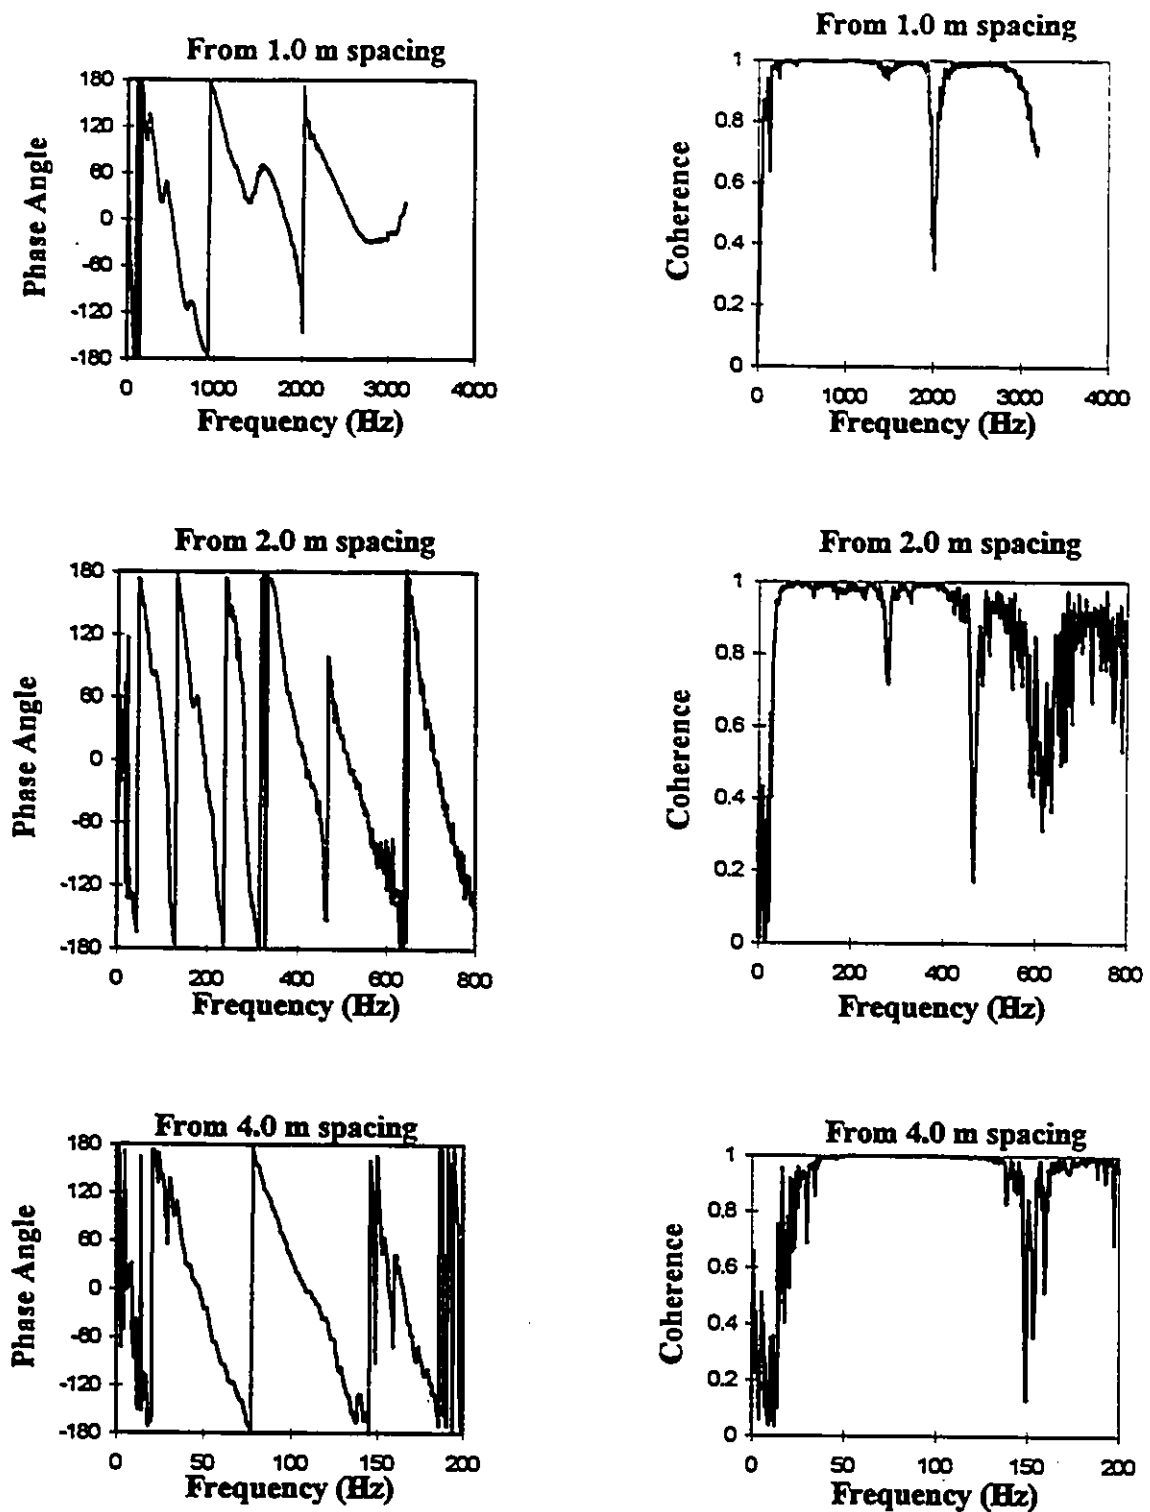 From 1.0 m spacing
180
120
60
0
-60
-120
-180
Phase Angle
0 1000 2000 3000 4000
Frequency (Hz)
From 1.0 m spacing
1
0.8
0.6
0.4
0.2
0
Coherence
0 1000 2000 3000 4000
Frequency (Hz)
From 2.0 m spacing
180
120
60
0
-60
-120
-180
Phase Angle
0 200 400 600 800
Frequency (Hz)
From 2.0 m spacing
1
0.8
0.6
0.4
0.2
0
Coherence
0 200 400 600 800
Frequency (Hz)
From 4.0 m spacing
180
120
60
0
-60
-120
-180
Phase Angle
0 50 100 150 200
Frequency (Hz)
From 4.0 m spacing
1
0.8
0.6
0.4
0.2
0
Coherence
0 50 100 150 200
Frequency (Hz)